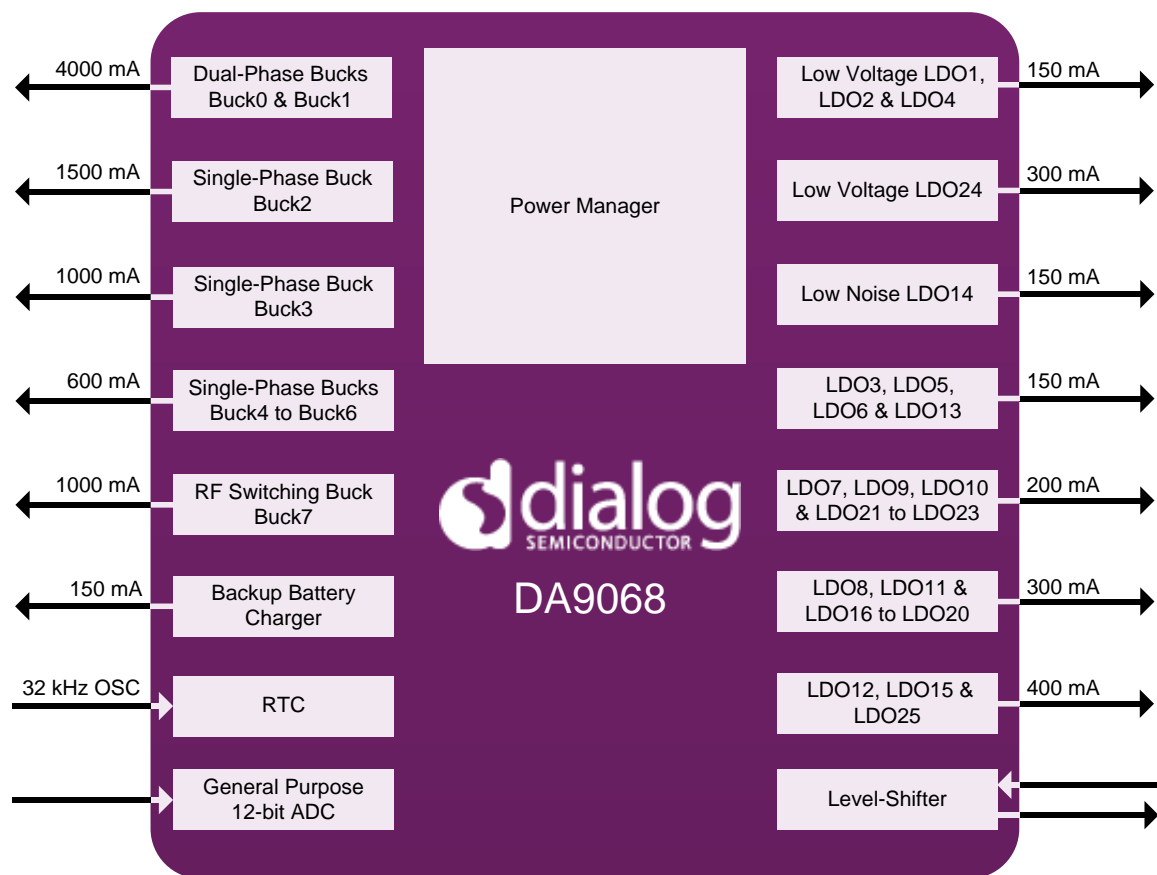 4000 mA
Dual-Phase Bucks
Buck0 & Buck1
1500 mA
Single-Phase Buck
Buck2
1000 mA
Single-Phase Buck
Buck3
600 mA
Single-Phase Bucks
Buck4 to Buck6
1000 mA
RF Switching Buck
Buck7
150 mA
Backup Battery
Charger
32 kHz OSC
RTC
General Purpose
12-bit ADC
Power Manager
dialog
SEMICONDUCTOR
DA9068
Low Voltage LDO1,
LDO2 & LDO4
150 mA
Low Voltage LDO24
300 mA
Low Noise LDO14
150 mA
LDO3, LDO5,
LDO6 & LDO13
150 mA
LDO7, LDO9, LDO10
& LDO21 to LDO23
200 mA
LDO8, LDO11 &
LDO16 to LDO20
300 mA
LDO12, LDO15 &
LDO25
400 mA
Level-Shifter